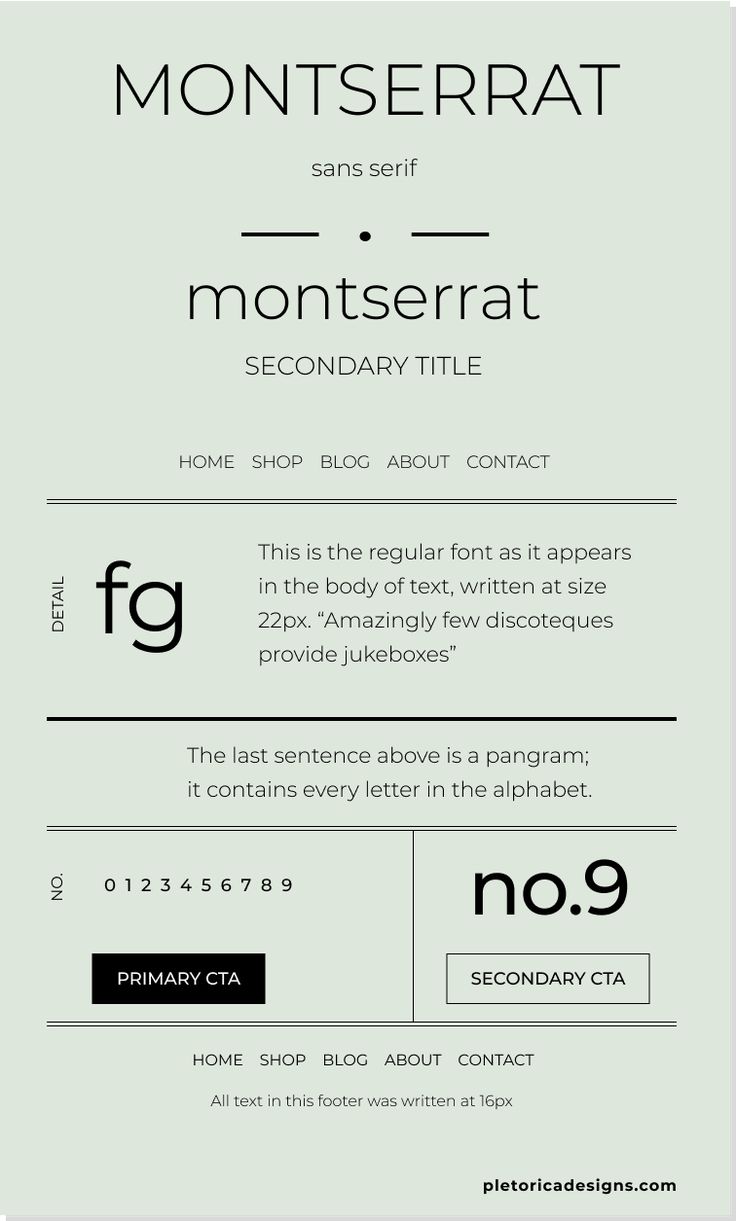 MONTSERRAT
sans serif
montserrat
SECONDARY TITLE
HOME SHOP BLOG ABOUT CONTACT
DETAIL
fg
This is the regular font as it appears
in the body of text, written at size
22px. “Amazingly few discoteques
provide jukeboxes”
The last sentence above is a pangram;
it contains every letter in the alphabet.
NO.
0 1 2 3 4 5 6 7 8 9
PRIMARY CTA
no.9
SECONDARY CTA
HOME SHOP BLOG ABOUT CONTACT
All text in this footer was written at 16px
pletoricadesigns.com